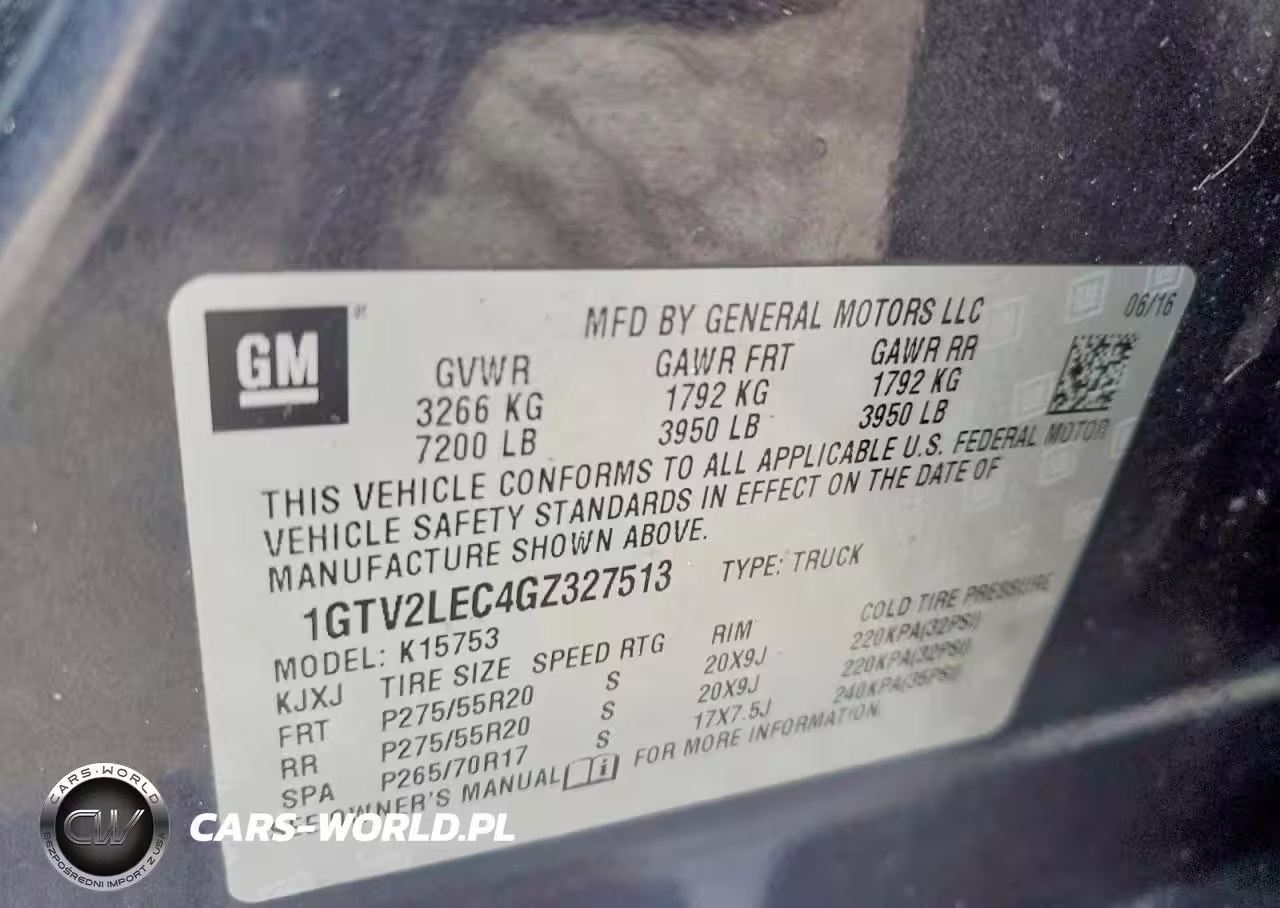 GM
MFD BY GENERAL MOTORS LLC 06/16
GVWR GAWR FRT GAWR RR
3266 KG 1792 KG 1792 KG
7200 LB 3950 LB 3950 LB
THIS VEHICLE CONFORMS TO ALL APPLICABLE U.S. FEDERAL MOTOR
VEHICLE SAFETY STANDARDS IN EFFECT ON THE DATE OF
MANUFACTURE SHOWN ABOVE.
1GTV2LEC4GZ327513 TYPE: TRUCK
MODEL: K15753
KJXJ TIRE SIZE SPEED RTG RIM COLD TIRE PRESSURE
FRT P275/55R20 S 20X9J 220KPA(32PSI)
RR P275/55R20 S 20X9J 220KPA(32PSI)
SPA P265/70R17 S 17X7.5J 240KPA(35PSI)
SEE OWNER'S MANUAL FOR MORE INFORMATION
CARS-WORLD
CW
BEZPOŚREDNI IMPORT Z USA
CARS-WORLD.PL